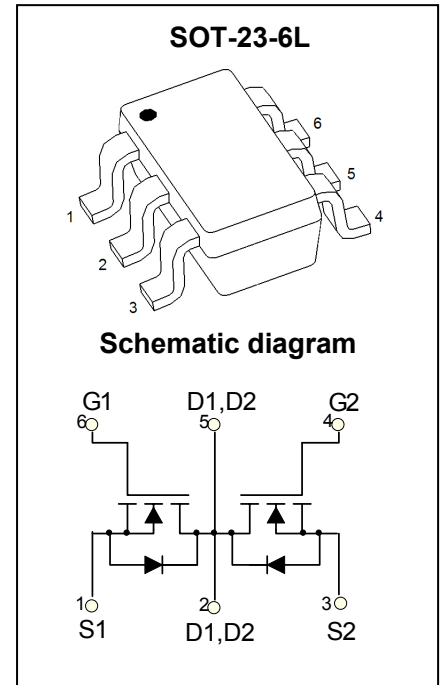 SOT-23-6L
6
5
4
1
2
3
Schematic diagram
G1 D1,D2 G2
6 5 4
1 2 3
S1 D1,D2 S2